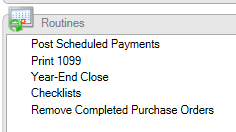 Routines
Post Scheduled Payments
Print 1099
Year-End Close
Checklists
Remove Completed Purchase Orders